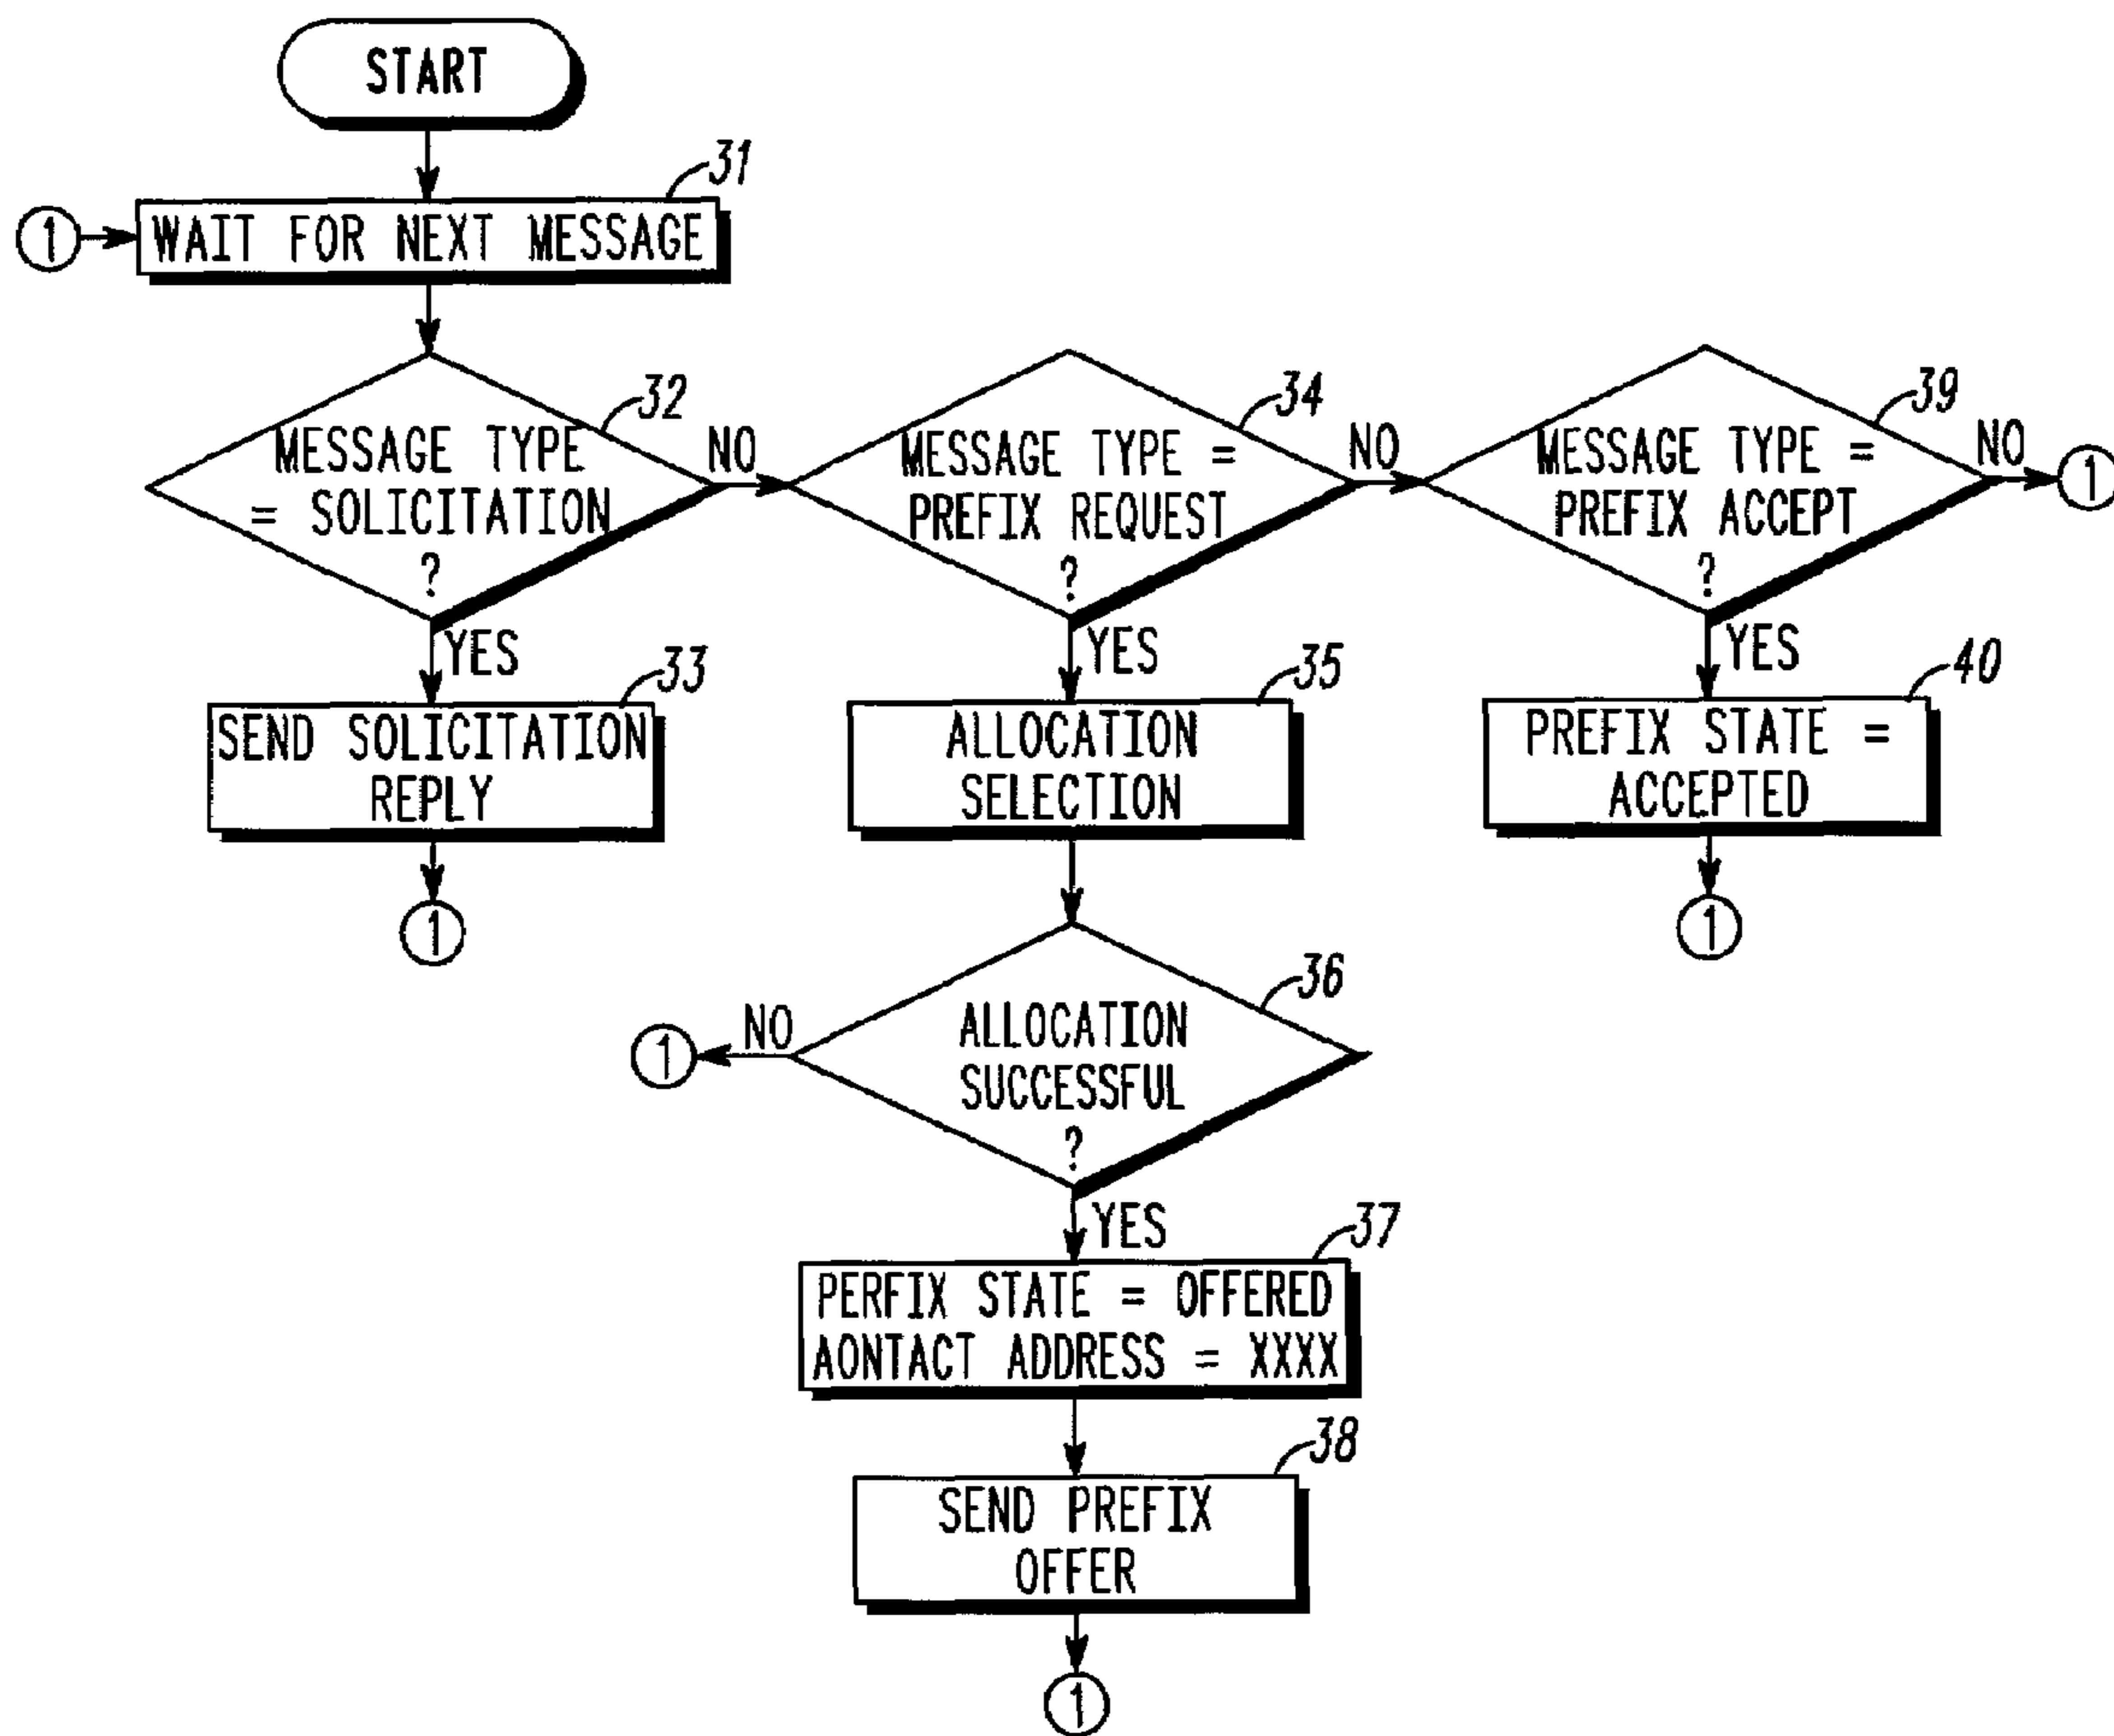 START
31
1
WAIT FOR NEXT MESSAGE
32
MESSAGE TYPE
= SOLICITATION
?
NO
YES
33
SEND SOLICITATION
REPLY
1
34
MESSAGE TYPE =
PREFIX REQUEST
?
NO
YES
35
ALLOCATION
SELECTION
36
ALLOCATION
SUCCESSFUL
?
NO
1
YES
37
PERFIX STATE = OFFERED
AONTACT ADDRESS = XXXX
38
SEND PREFIX
OFFER
1
39
MESSAGE TYPE =
PREFIX ACCEPT
?
NO
1
YES
40
PREFIX STATE =
ACCEPTED
1